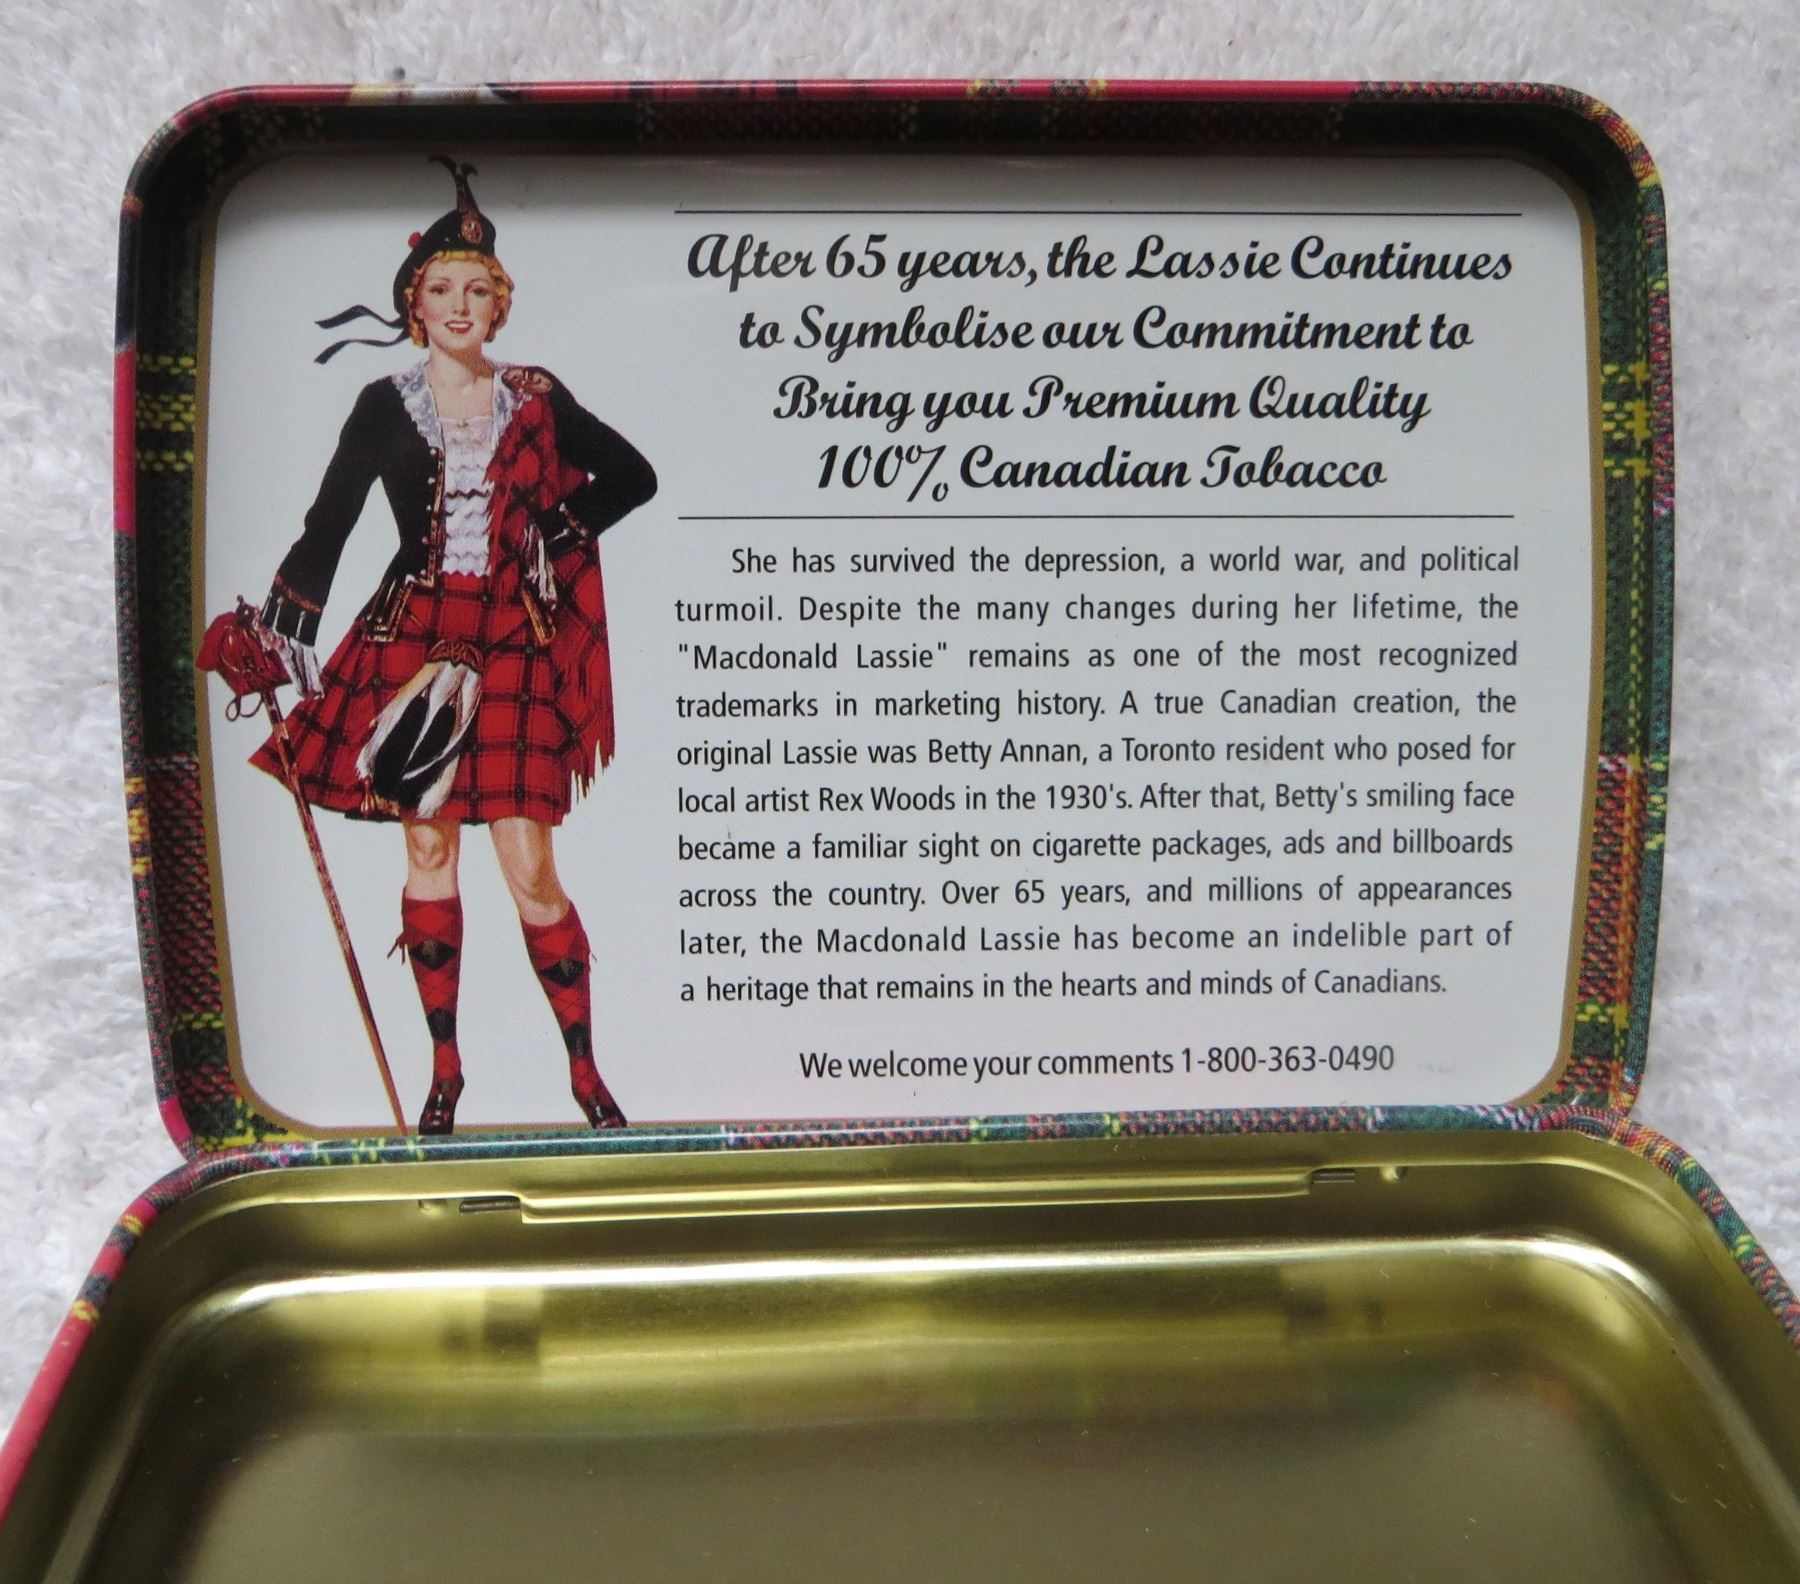 After 65 years, the Lassie Continues
to Symbolise our Commitment to
Bring you Premium Quality
100% Canadian Tobacco
She has survived the depression, a world war, and political
turmoil. Despite the many changes during her lifetime, the
"Macdonald Lassie" remains as one of the most recognized
trademarks in marketing history. A true Canadian creation, the
original Lassie was Betty Annan, a Toronto resident who posed for
local artist Rex Woods in the 1930's. After that, Betty's smiling face
became a familiar sight on cigarette packages, ads and billboards
across the country. Over 65 years, and millions of appearances
later, the Macdonald Lassie has become an indelible part of
a heritage that remains in the hearts and minds of Canadians.
We welcome your comments 1-800-363-0490